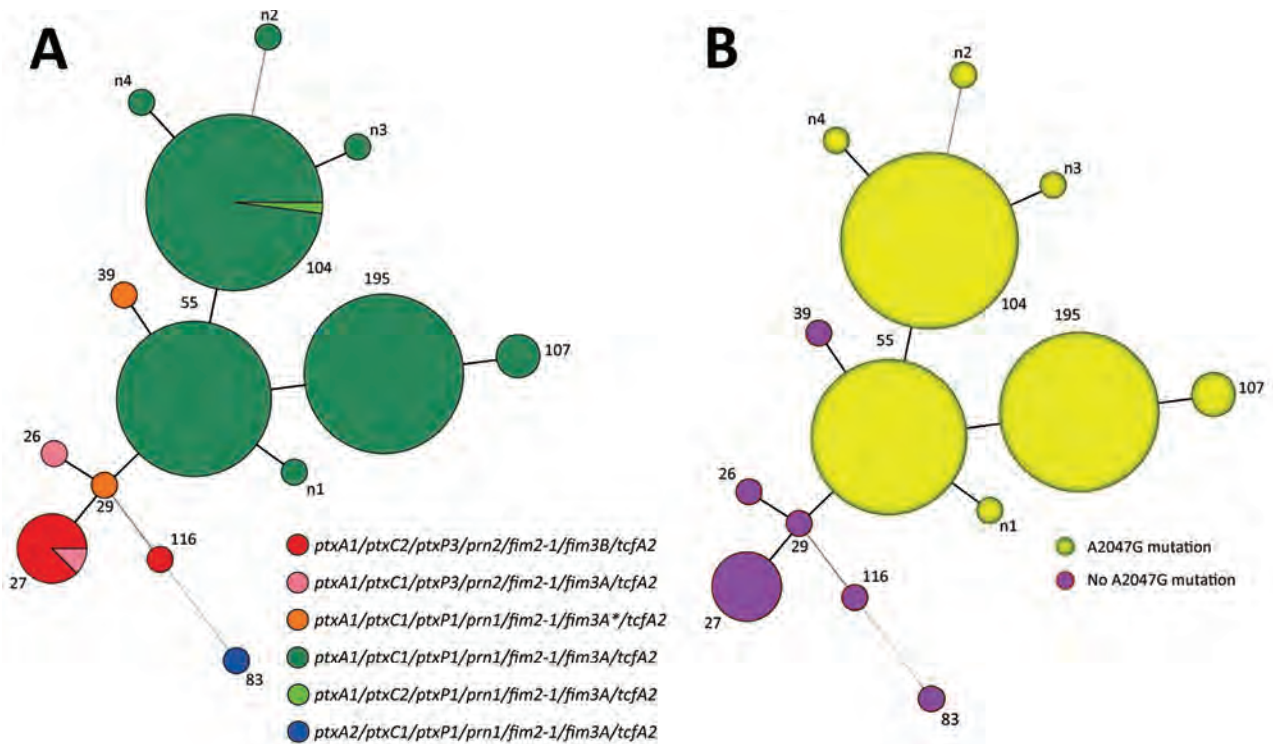 A
n2
n4
n3
104
39
55
195
107
26
29
n1
27
116
83
ptxA1/ptxC2/ptxP3/prn2/fim2-1/fim3B/tcfA2
ptxA1/ptxC1/ptxP3/prn2/fim2-1/fim3A/tcfA2
ptxA1/ptxC1/ptxP1/prn1/fim2-1/fim3A*/tcfA2
ptxA1/ptxC1/ptxP1/prn1/fim2-1/fim3A/tcfA2
ptxA1/ptxC2/ptxP1/prn1/fim2-1/fim3A/tcfA2
ptxA2/ptxC1/ptxP1/prn1/fim2-1/fim3A/tcfA2
B
n2
n4
n3
104
39
55
195
107
26
29
n1
27
116
83
A2047G mutation
No A2047G mutation